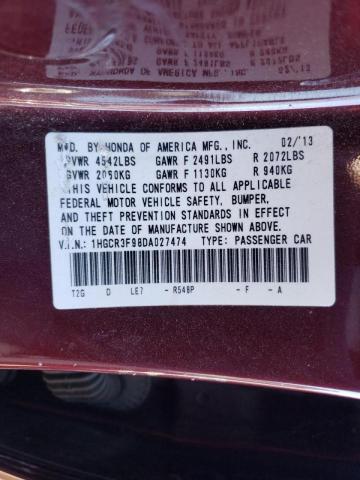 MFD. BY HONDA OF AMERICA MFG., INC. 02/'13
GVWR 4542LBS GAWR F 2491LBS R 2072LBS
GVWR 2060KG GAWR F 1130KG R 940KG
THIS VEHICLE CONFORMS TO ALL APPLICABLE
FEDERAL MOTOR VEHICLE SAFETY, BUMPER,
AND THEFT PREVENTION STANDARDS IN EFFECT
ON THE DATE OF MANUFACTURE SHOWN ABOVE.
V.I.N.: 1HGCR3F98DA027474 TYPE: PASSENGER CAR
T2G D LE7 - R548P - F - A